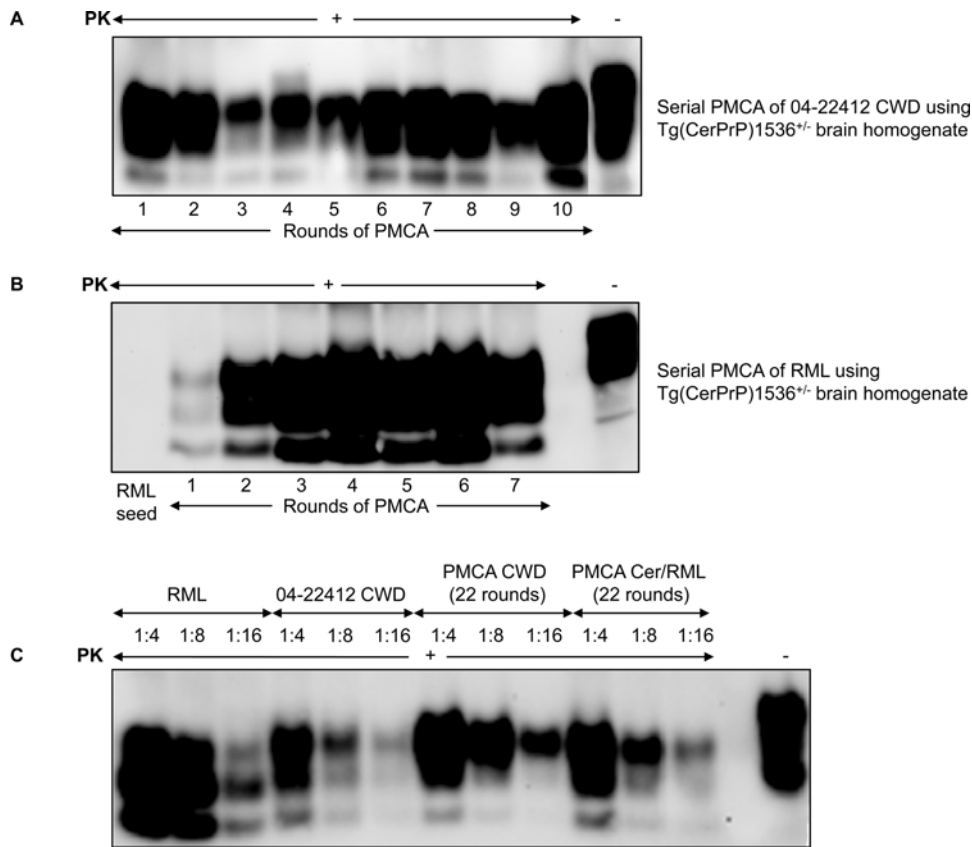 A
PK + -
Serial PMCA of 04-22412 CWD using
Tg(CerPrP)1536+/- brain homogenate
1 2 3 4 5 6 7 8 9 10
Rounds of PMCA
B
PK + -
Serial PMCA of RML using
Tg(CerPrP)1536+/- brain homogenate
RML
seed
1 2 3 4 5 6 7
Rounds of PMCA
RML
04-22412 CWD
PMCA CWD
(22 rounds)
PMCA Cer/RML
(22 rounds)
1:4 1:8 1:16 1:4 1:8 1:16 1:4 1:8 1:16 1:4 1:8 1:16
C
PK + -